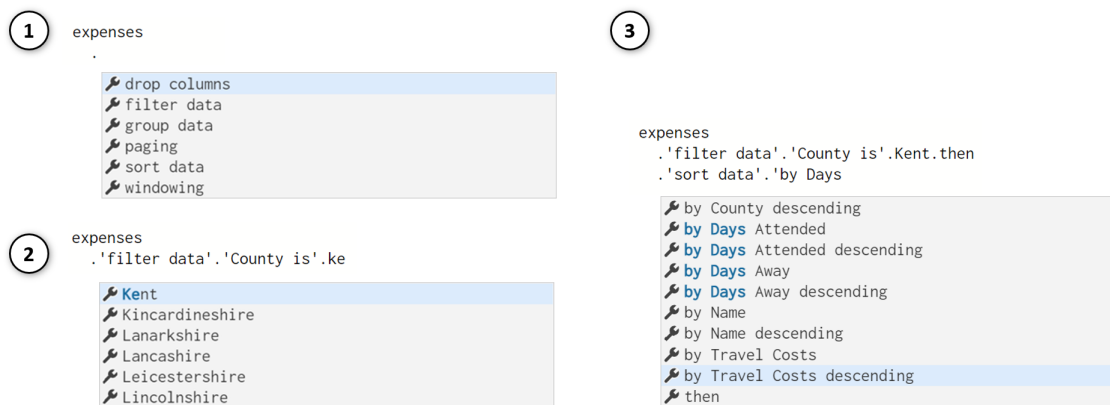 1
expenses
.
drop columns
filter data
group data
paging
sort data
windowing
2
expenses
.'filter data'.'County is'.ke
Kent
Kincardineshire
Lanarkshire
Lancashire
Leicestershire
Lincolnshire
3
expenses
.'filter data'.'County is'.Kent.then
.'sort data'.'by Days
by County descending
by Days Attended
by Days Attended descending
by Days Away
by Days Away descending
by Name
by Name descending
by Travel Costs
by Travel Costs descending
then